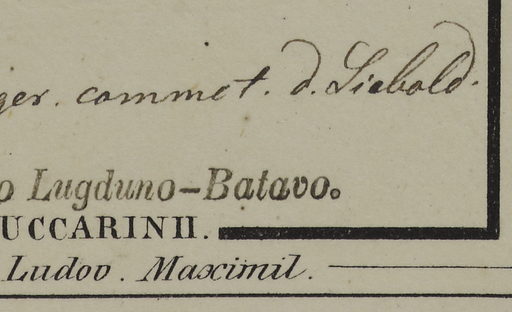 ger. commet. d. Siebold.
o Lugduno-Batavo.
UCCARINII.
Ludov. Maximil.